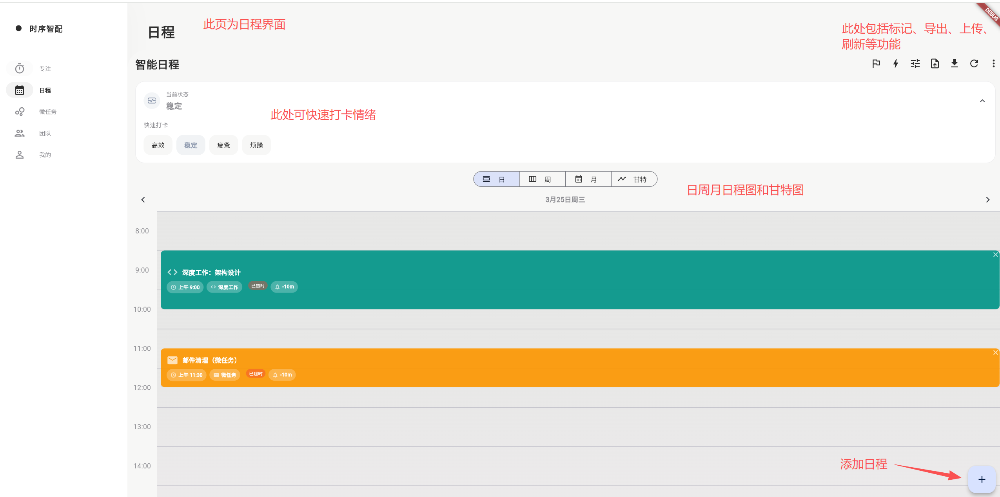 DEBUG
时序智配
日程
此页为日程界面
此处包括标记、导出、上传、
刷新等功能
智能日程
专注
日程
微任务
团队
我的
当前状态
稳定
此处可快速打卡情绪
快速打卡
高效
稳定
疲惫
烦躁
日
周
月
甘特
日周月日程图和甘特图
3月25日周三
8:00
9:00
深度工作：架构设计
上午 9:00
深度工作
已超时
-10m
10:00
11:00
邮件清理（微任务）
上午 11:30
微任务
已超时
-10m
12:00
13:00
14:00
添加日程